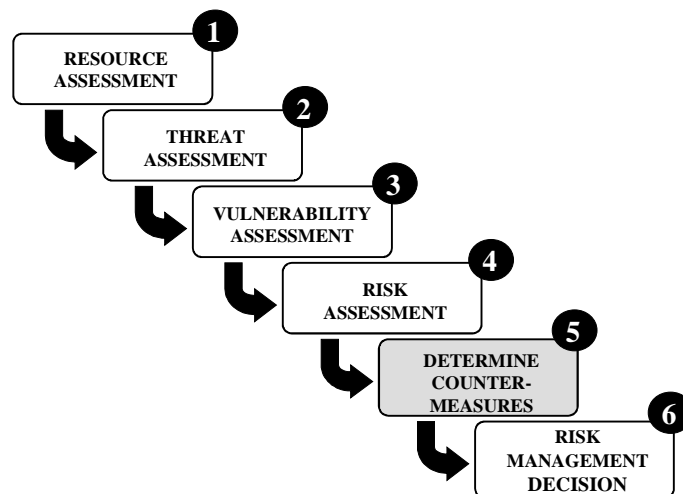 1
RESOURCE
ASSESSMENT
2
THREAT
ASSESSMENT
3
VULNERABILITY
ASSESSMENT
4
RISK
ASSESSMENT
5
DETERMINE
COUNTER-
MEASURES
6
RISK
MANAGEMENT
DECISION